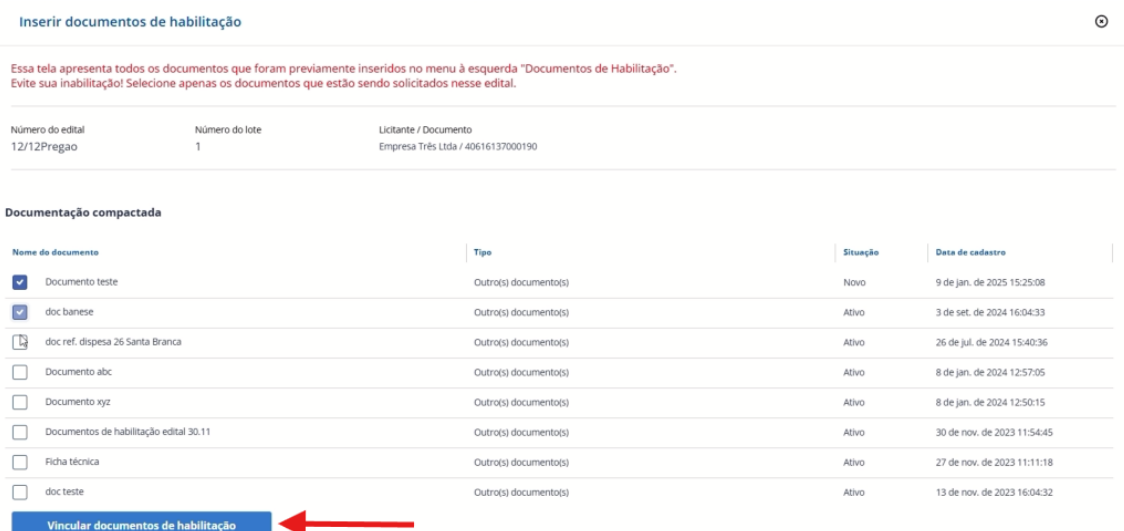 Inserir documentos de habilitação
Essa tela apresenta todos os documentos que foram previamente inseridos no menu à esquerda "Documentos de Habilitação".
Evite sua inabilitação! Selecione apenas os documentos que estão sendo solicitados nesse edital.
Número do edital Número do lote Licitante / Documento
12/12Pregao 1 Empresa Três Ltda / 40616137000190
Documentação compactada
Nome do documento Tipo Situação Data de cadastro
Documento teste Outro(s) documento(s) Novo 9 de jan. de 2025 15:25:08
doc banese Outro(s) documento(s) Ativo 3 de set. de 2024 16:04:33
doc ref. dispesa 26 Santa Branca Outro(s) documento(s) Ativo 26 de jul. de 2024 15:40:36
Documento abc Outro(s) documento(s) Ativo 8 de jan. de 2024 12:57:05
Documento xyz Outro(s) documento(s) Ativo 8 de jan. de 2024 12:50:15
Documentos de habilitação edital 30.11 Outro(s) documento(s) Ativo 30 de nov. de 2023 11:54:45
Ficha técnica Outro(s) documento(s) Ativo 27 de nov. de 2023 11:11:18
doc teste Outro(s) documento(s) Ativo 13 de nov. de 2023 16:04:32
Vincular documentos de habilitação